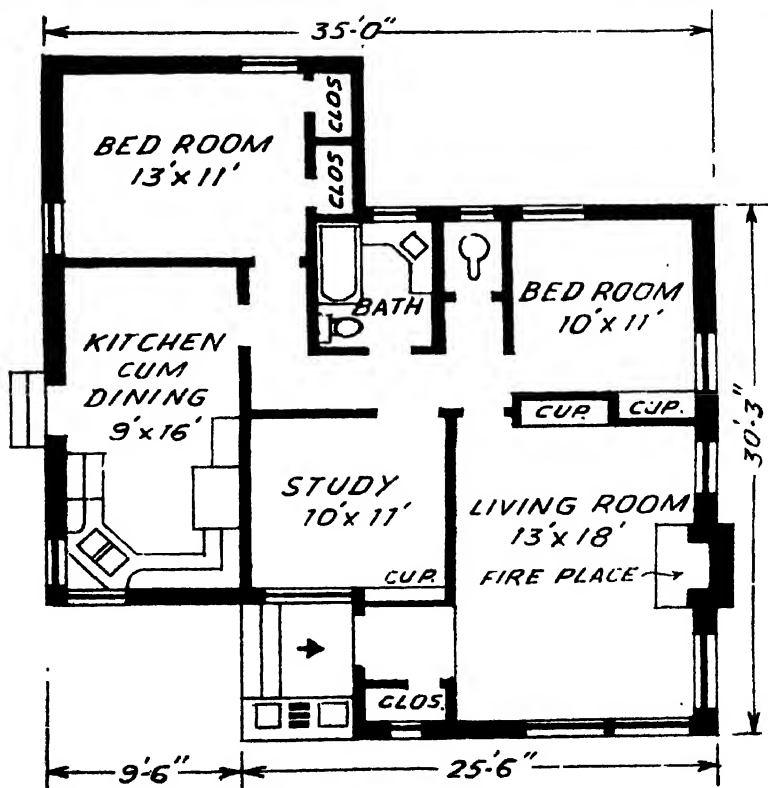 35'-0"
BED ROOM
13'x 11'
CLOS
CLOS
BATH
BED ROOM
10'x 11'
KITCHEN
CUM
DINING
9'x 16'
CUP.
CUP.
30'-3"
STUDY
10'x 11'
CUP.
LIVING ROOM
13'x 18'
FIRE PLACE
CLOS.
9'-6"
25'-6"